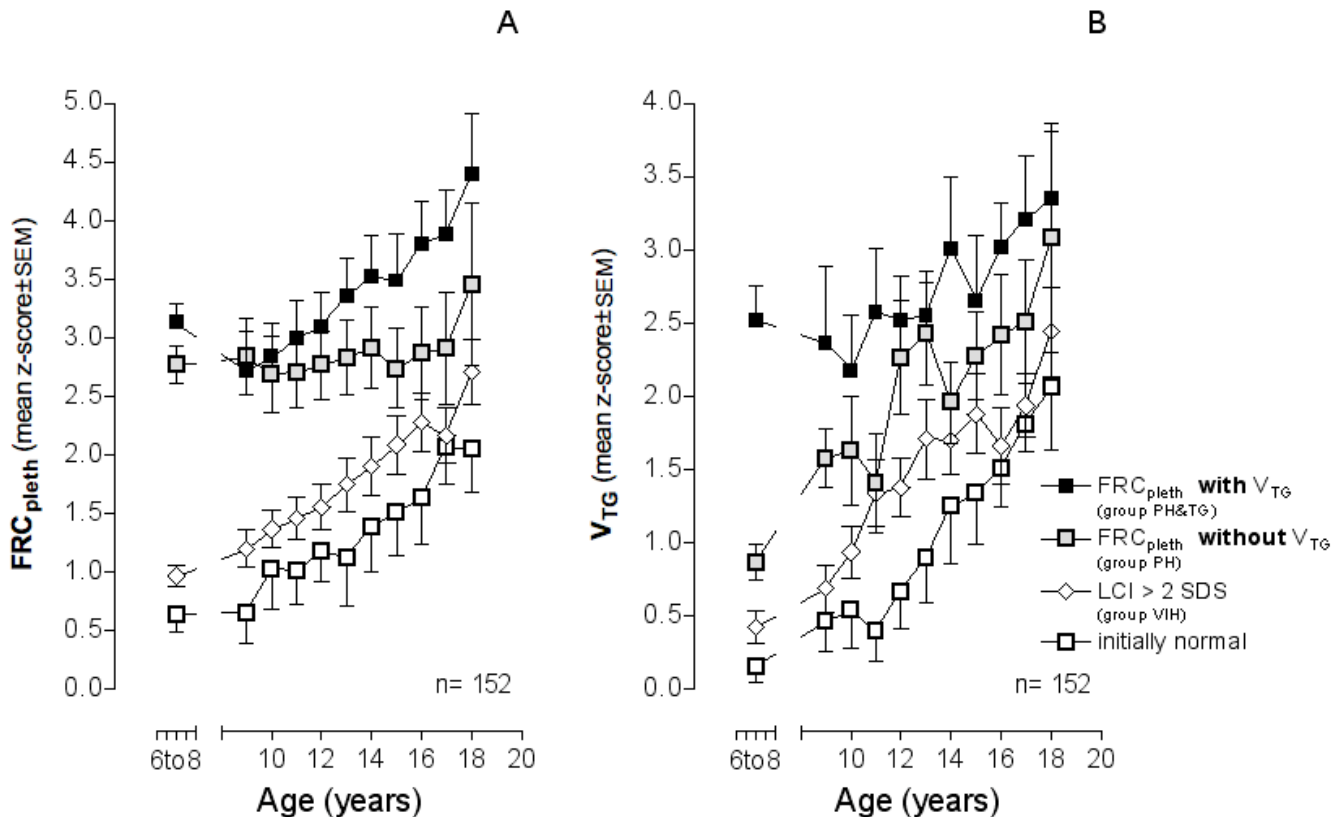 A
B
FRCpleth (mean z-score±SEM)
5.0
4.5
4.0
3.5
3.0
2.5
2.0
1.5
1.0
0.5
0.0
n= 152
6to8
10
12
14
16
18
20
Age (years)
VTG (mean z-score±SEM)
4.0
3.5
3.0
2.5
2.0
1.5
1.0
0.5
0.0
FRCpleth with VTG
(group PH&TG)
FRCpleth without VTG
(group PH)
LCI > 2 SDS
(group VIH)
initially normal
n= 152
6to8
10
12
14
16
18
20
Age (years)